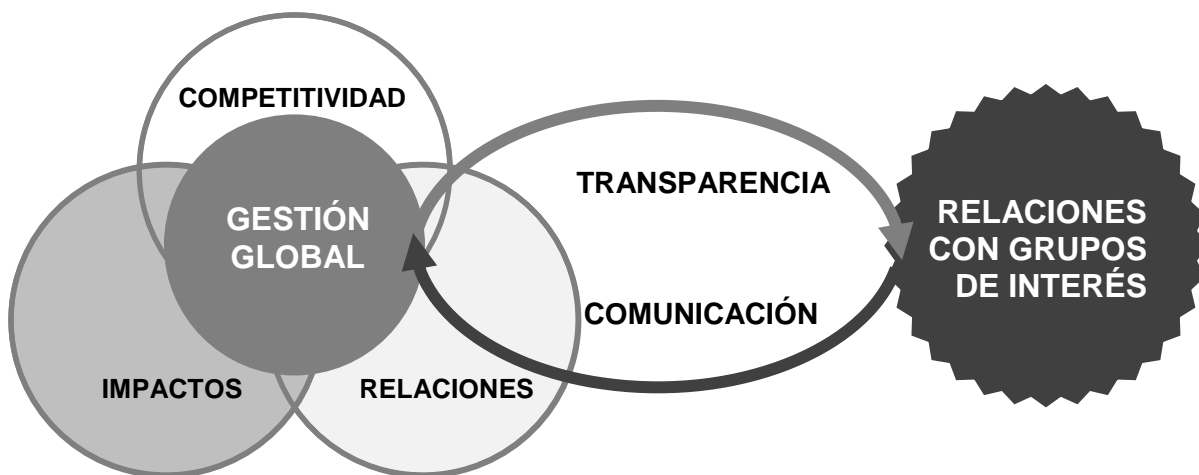 COMPETITIVIDAD
GESTIÓN
GLOBAL
IMPACTOS
RELACIONES
TRANSPARENCIA
COMUNICACIÓN
RELACIONES
CON GRUPOS
DE INTERÉS